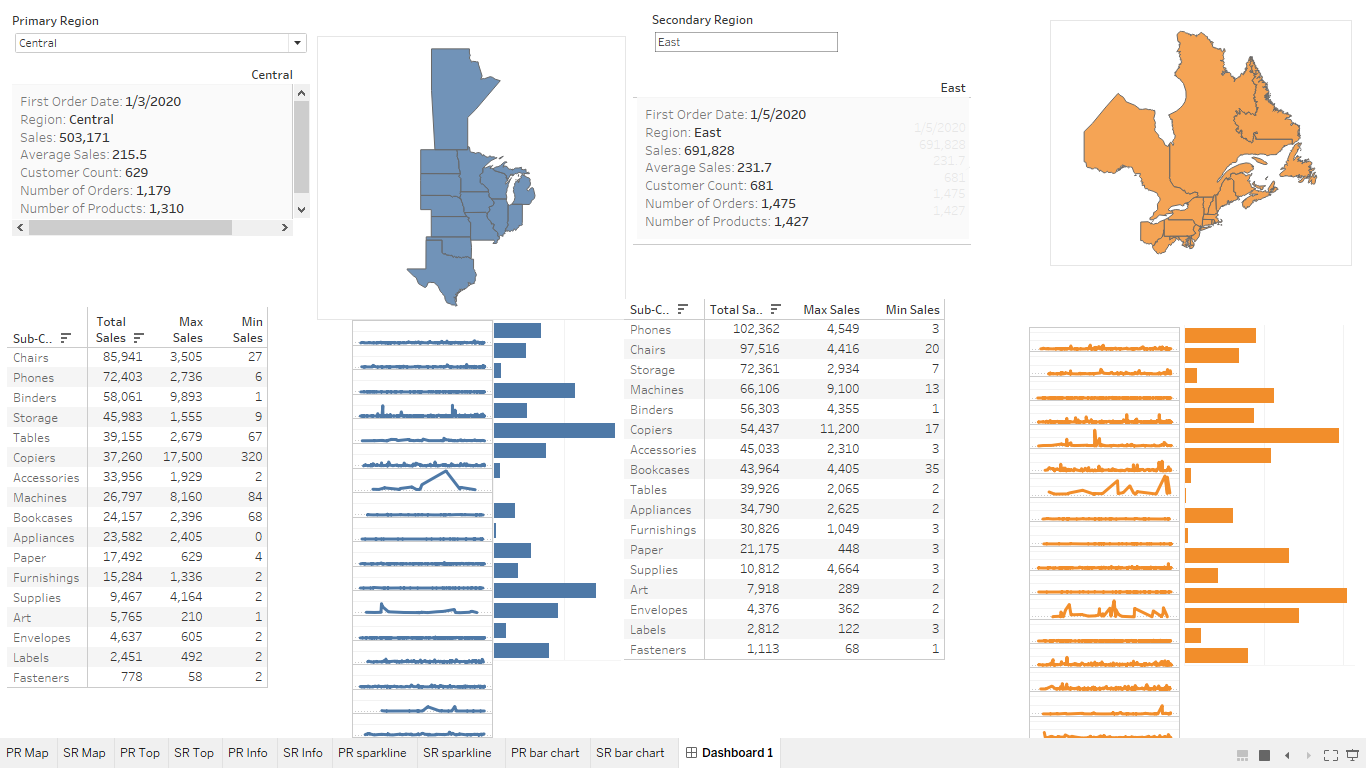 Primary Region
Central
Central
First Order Date: 1/3/2020
Region: Central
Sales: 503,171
Average Sales: 215.5
Customer Count: 629
Number of Orders: 1,179
Number of Products: 1,310
Secondary Region
East
East
First Order Date: 1/5/2020
Region: East
Sales: 691,828
Average Sales: 231.7
Customer Count: 681
Number of Orders: 1,475
Number of Products: 1,427
1/5/2020
691,828
231.7
681
1,475
1,427
Sub-C.. Total Sales Max Sales Min Sales
Chairs 85,941 3,505 27
Phones 72,403 2,736 6
Binders 58,061 9,893 1
Storage 45,983 1,555 9
Tables 39,155 2,679 67
Copiers 37,260 17,500 320
Accessories 33,956 1,929 2
Machines 26,797 8,160 84
Bookcases 24,157 2,396 68
Appliances 23,582 2,405 0
Paper 17,492 629 4
Furnishings 15,284 1,336 2
Supplies 9,467 4,164 2
Art 5,765 210 1
Envelopes 4,637 605 2
Labels 2,451 492 2
Fasteners 778 58 2
Sub-C.. Total Sa.. Max Sales Min Sales
Phones 102,362 4,549 3
Chairs 97,516 4,416 20
Storage 72,361 2,934 7
Machines 66,106 9,100 13
Binders 56,303 4,355 1
Copiers 54,437 11,200 17
Accessories 45,033 2,310 3
Bookcases 43,964 4,405 35
Tables 39,926 2,065 2
Appliances 34,790 2,625 2
Furnishings 30,826 1,049 3
Paper 21,175 448 3
Supplies 10,812 4,664 3
Art 7,918 289 2
Envelopes 4,376 362 2
Labels 2,812 122 3
Fasteners 1,113 68 1
PR Map SR Map PR Top SR Top PR Info SR Info PR sparkline SR sparkline PR bar chart SR bar chart Dashboard 1